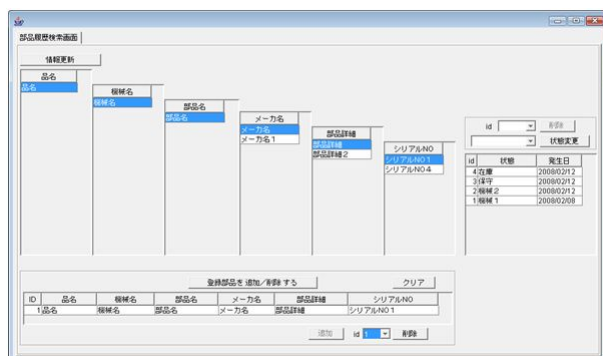 部品履歴検索画面
情報更新
品名
品名
機械名
機械名
部品名
部品名
メーカ名
メーカ名
メーカ名1
部品詳細
部品詳細
部品詳細2
シリアルNO
シリアルNO1
シリアルNO4
id 削除
状態変更
id 状態 発生日
4 在庫 2008/02/12
3 保守 2008/02/12
2 機械2 2008/02/12
1 機械1 2008/02/08
登録部品を 追加/削除 する クリア
ID 品名 機械名 部品名 メーカ名 部品詳細 シリアルNO
1 品名 機械名 部品名 メーカ名 部品詳細 シリアルNO1
追加 id 1 削除